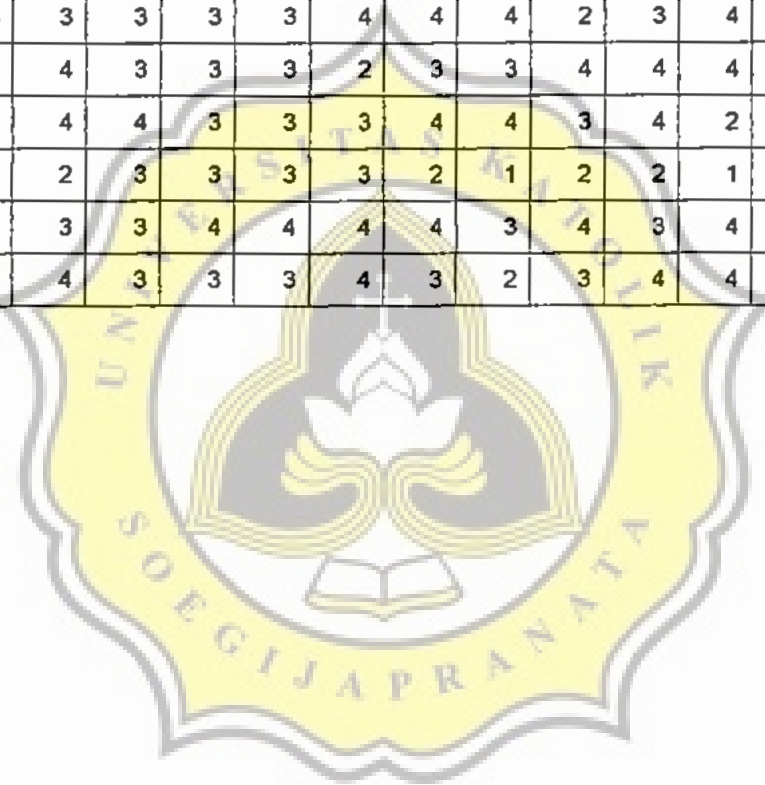 3 3 3 3 4 4 4 2 3 4
4 3 3 3 2 3 3 4 4 4
4 4 3 3 3 4 4 3 4 2
2 3 3 3 3 2 1 2 2 1
3 3 4 4 4 4 3 4 3 4
4 3 3 3 4 3 2 3 4 4
UNIVERSITAS KATOLIK
SOEGIJAPRANATA